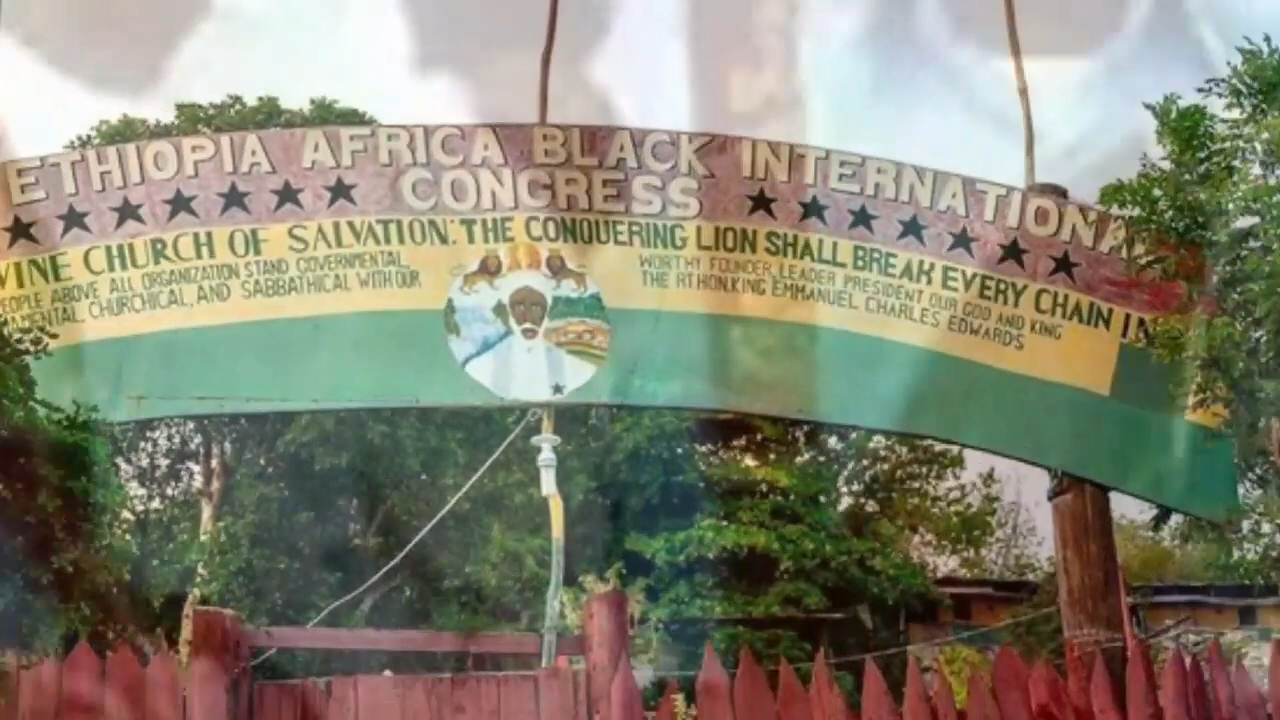 ETHIOPIA AFRICA BLACK INTERNATIONAL
CONGRESS
VINE CHURCH OF SALVATION: THE CONQUERING LION SHALL BREAK EVERY CHAIN IN
PEOPLE ABOVE ALL ORGANIZATION STAND GOVERNMENTAL,
MENTAL, CHURCHICAL, AND SABBATHICAL WITH OUR
WORTHY FOUNDER, LEADER PRESIDENT OUR GOD AND KING
THE RT HON. KING EMMANUEL CHARLES EDWARDS